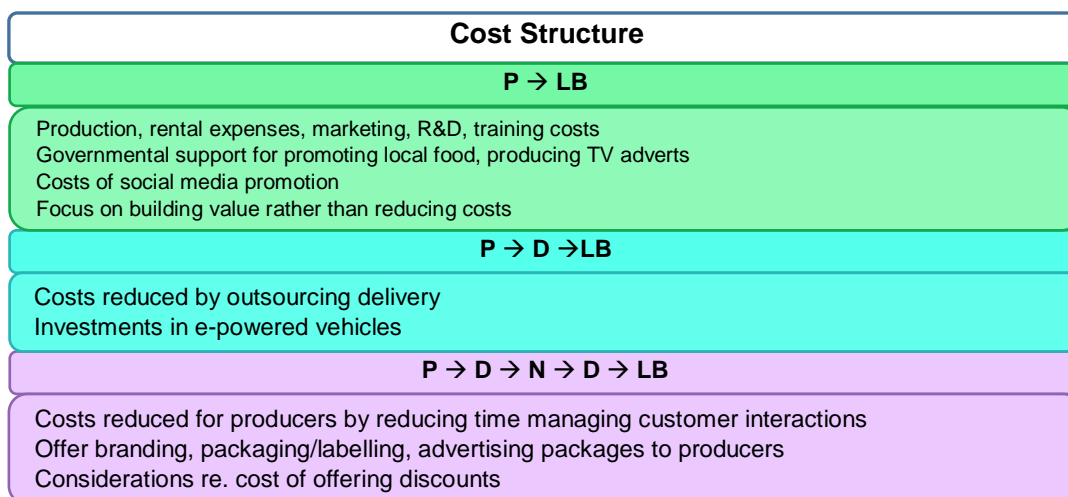 Cost Structure
P → LB
Production, rental expenses, marketing, R&D, training costs
Governmental support for promoting local food, producing TV adverts
Costs of social media promotion
Focus on building value rather than reducing costs
P → D →LB
Costs reduced by outsourcing delivery
Investments in e-powered vehicles
P → D → N → D → LB
Costs reduced for producers by reducing time managing customer interactions
Offer branding, packaging/labelling, advertising packages to producers
Considerations re. cost of offering discounts